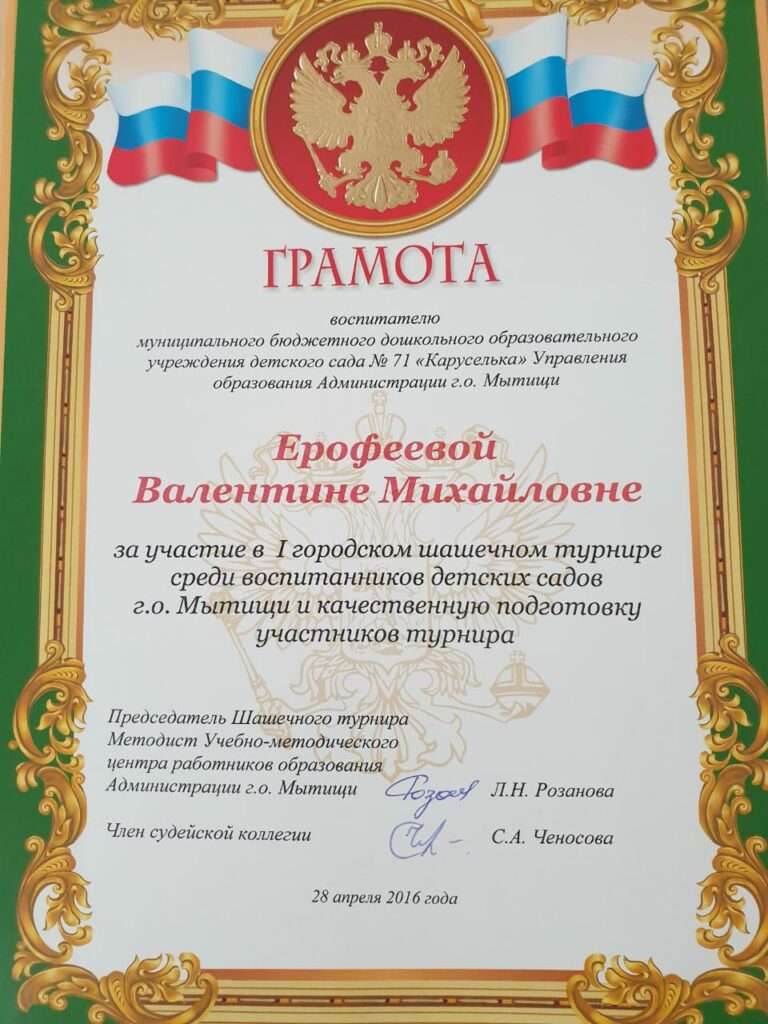 ГРАМОТА
воспитателю
муниципального бюджетного дошкольного образовательного
учреждения детского сада № 71 «Каруселька» Управления
образования Администрации г.о. Мытищи
Ерофеевой
Валентине Михайловне
за участие в I городском шашечном турнире
среди воспитанников детских садов
г.о. Мытищи и качественную подготовку
участников турнира
Председатель Шашечного турнира
Методист Учебно-методического
центра работников образования
Администрации г.о. Мытищи Л.Н. Розанова
Член судейской коллегии С.А. Ченосова
28 апреля 2016 года